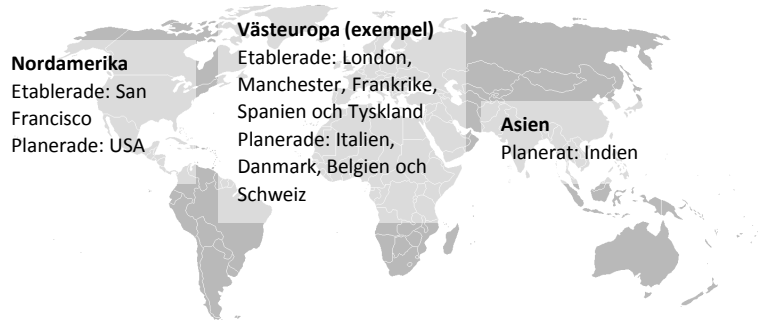 Nordamerika
Etablerade: San
Francisco
Planerade: USA
Västeuropa (exempel)
Etablerade: London,
Manchester, Frankrike,
Spanien och Tyskland
Planerade: Italien,
Danmark, Belgien och
Schweiz
Asien
Planerat: Indien